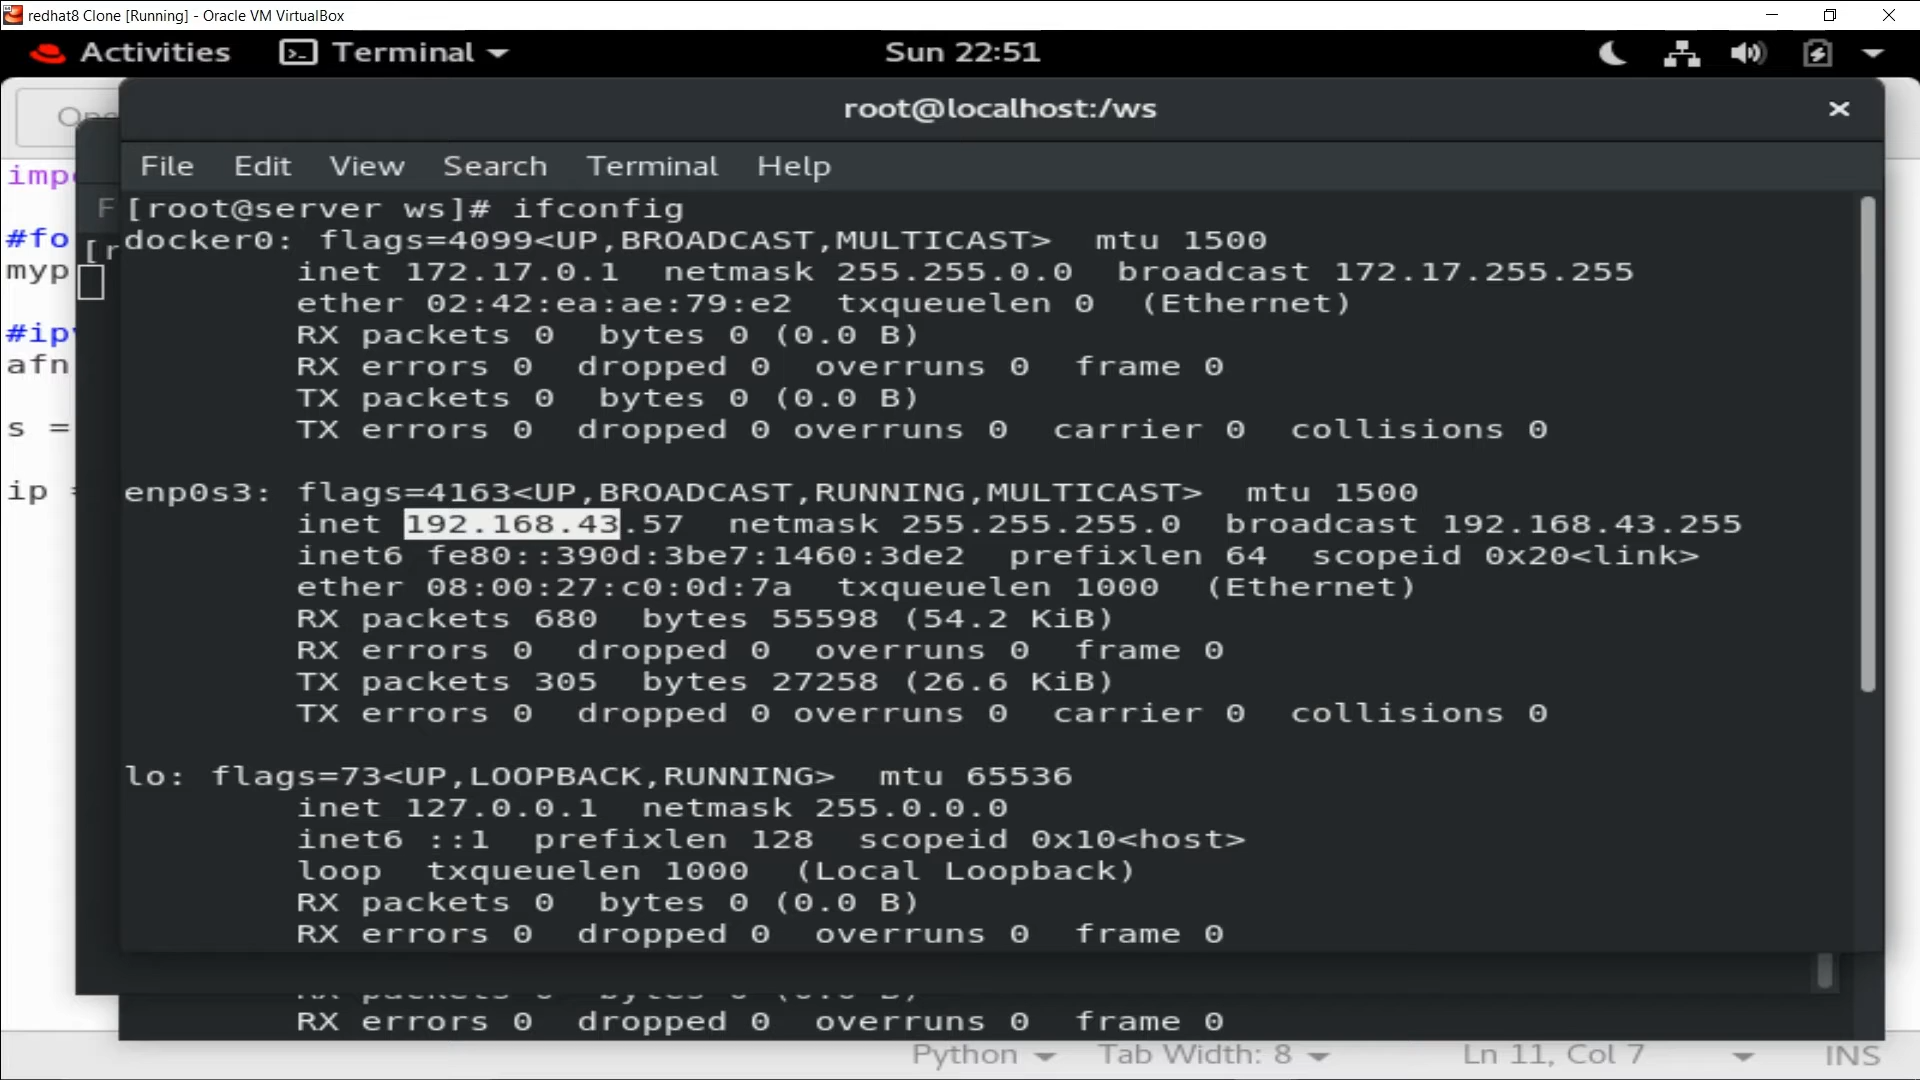 redhat8 Clone [Running] - Oracle VM VirtualBox
Activities Terminal Sun 22:51
root@localhost:/ws
File Edit View Search Terminal Help
[root@server ws]# ifconfig
docker0: flags=4099<UP,BROADCAST,MULTICAST> mtu 1500
inet 172.17.0.1 netmask 255.255.0.0 broadcast 172.17.255.255
ether 02:42:ea:ae:79:e2 txqueuelen 0 (Ethernet)
RX packets 0 bytes 0 (0.0 B)
RX errors 0 dropped 0 overruns 0 frame 0
TX packets 0 bytes 0 (0.0 B)
TX errors 0 dropped 0 overruns 0 carrier 0 collisions 0
enp0s3: flags=4163<UP,BROADCAST,RUNNING,MULTICAST> mtu 1500
inet 192.168.43.57 netmask 255.255.255.0 broadcast 192.168.43.255
inet6 fe80::390d:3be7:1460:3de2 prefixlen 64 scopeid 0x20<link>
ether 08:00:27:c0:0d:7a txqueuelen 1000 (Ethernet)
RX packets 680 bytes 55598 (54.2 KiB)
RX errors 0 dropped 0 overruns 0 frame 0
TX packets 305 bytes 27258 (26.6 KiB)
TX errors 0 dropped 0 overruns 0 carrier 0 collisions 0
lo: flags=73<UP,LOOPBACK,RUNNING> mtu 65536
inet 127.0.0.1 netmask 255.0.0.0
inet6 ::1 prefixlen 128 scopeid 0x10<host>
loop txqueuelen 1000 (Local Loopback)
RX packets 0 bytes 0 (0.0 B)
RX errors 0 dropped 0 overruns 0 frame 0
RX errors 0 dropped 0 overruns 0 frame 0
#fo
myp
afn
s =
ip
Python Tab Width: 8 Ln 11, Col 7 INS